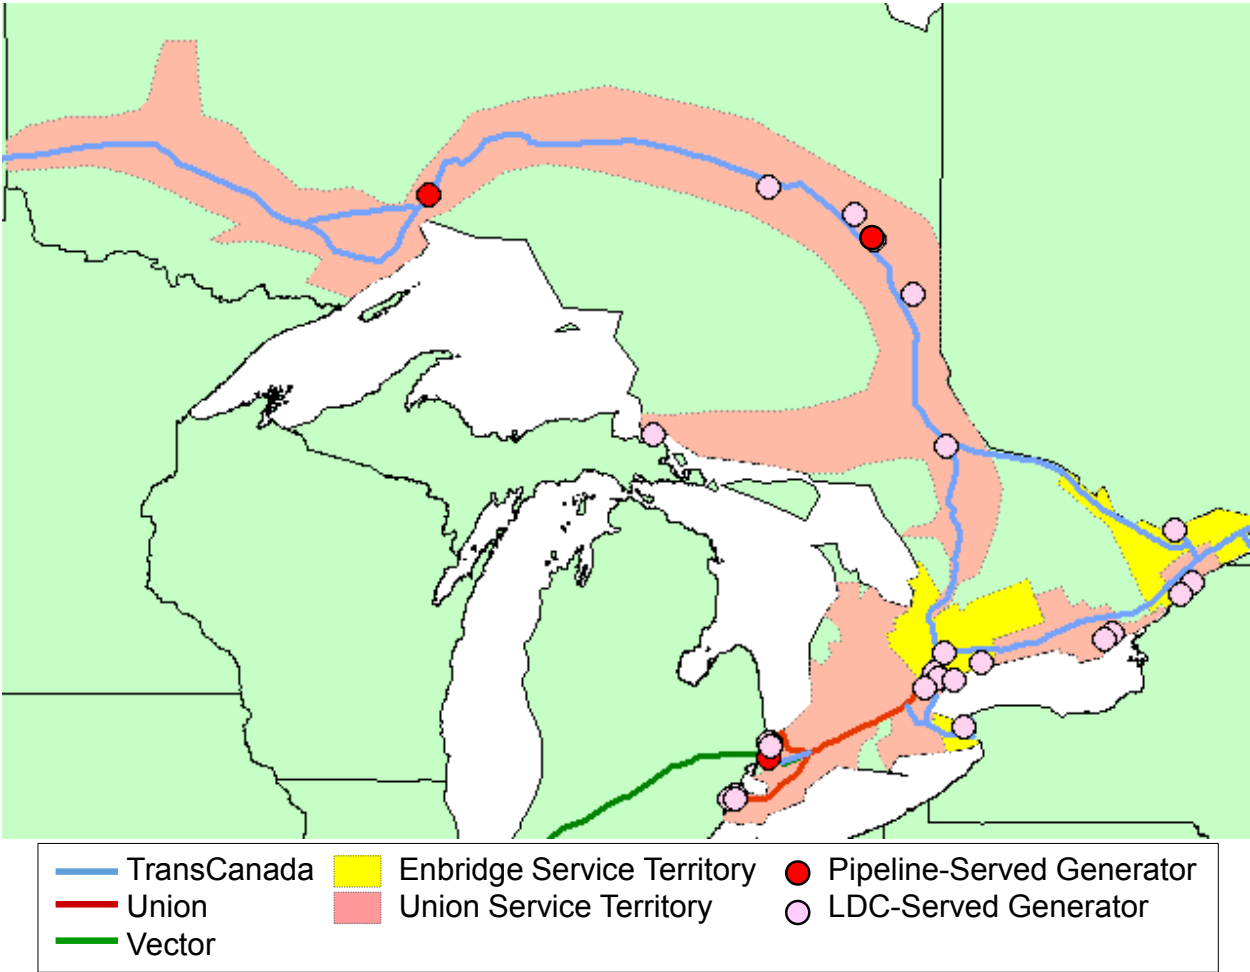 TransCanada
Enbridge Service Territory
Pipeline-Served Generator
Union
Union Service Territory
LDC-Served Generator
Vector